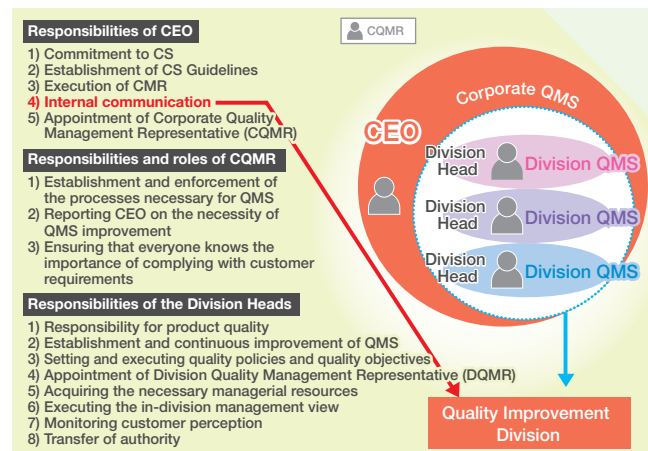 Responsibilities of CEO
1) Commitment to CS
2) Establishment of CS Guidelines
3) Execution of CMR
4) Internal communication
5) Appointment of Corporate Quality
Management Representative (CQMR)
Responsibilities and roles of CQMR
1) Establishment and enforcement of
the processes necessary for QMS
2) Reporting CEO on the necessity of
QMS improvement
3) Ensuring that everyone knows the
importance of complying with customer
requirements
Responsibilities of the Division Heads
1) Responsibility for product quality
2) Establishment and continuous improvement of QMS
3) Setting and executing quality policies and quality objectives
4) Appointment of Division Quality Management Representative (DQMR)
5) Acquiring the necessary managerial resources
6) Executing the in-division management view
7) Monitoring customer perception
8) Transfer of authority
CQMR
Corporate QMS
CEO
Division
Head
Division QMS
Division
Head
Division QMS
Division
Head
Division QMS
Quality Improvement
Division